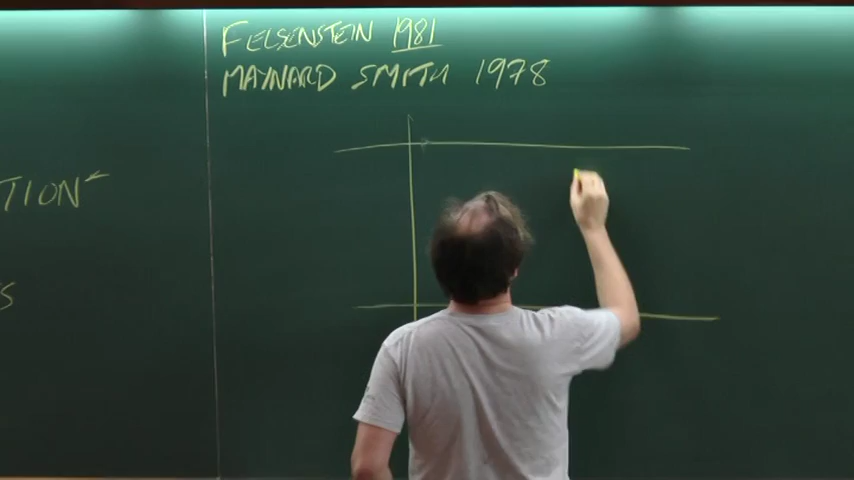 FELSENSTEIN 1981
MAYNARD SMITH 1978
TION
S